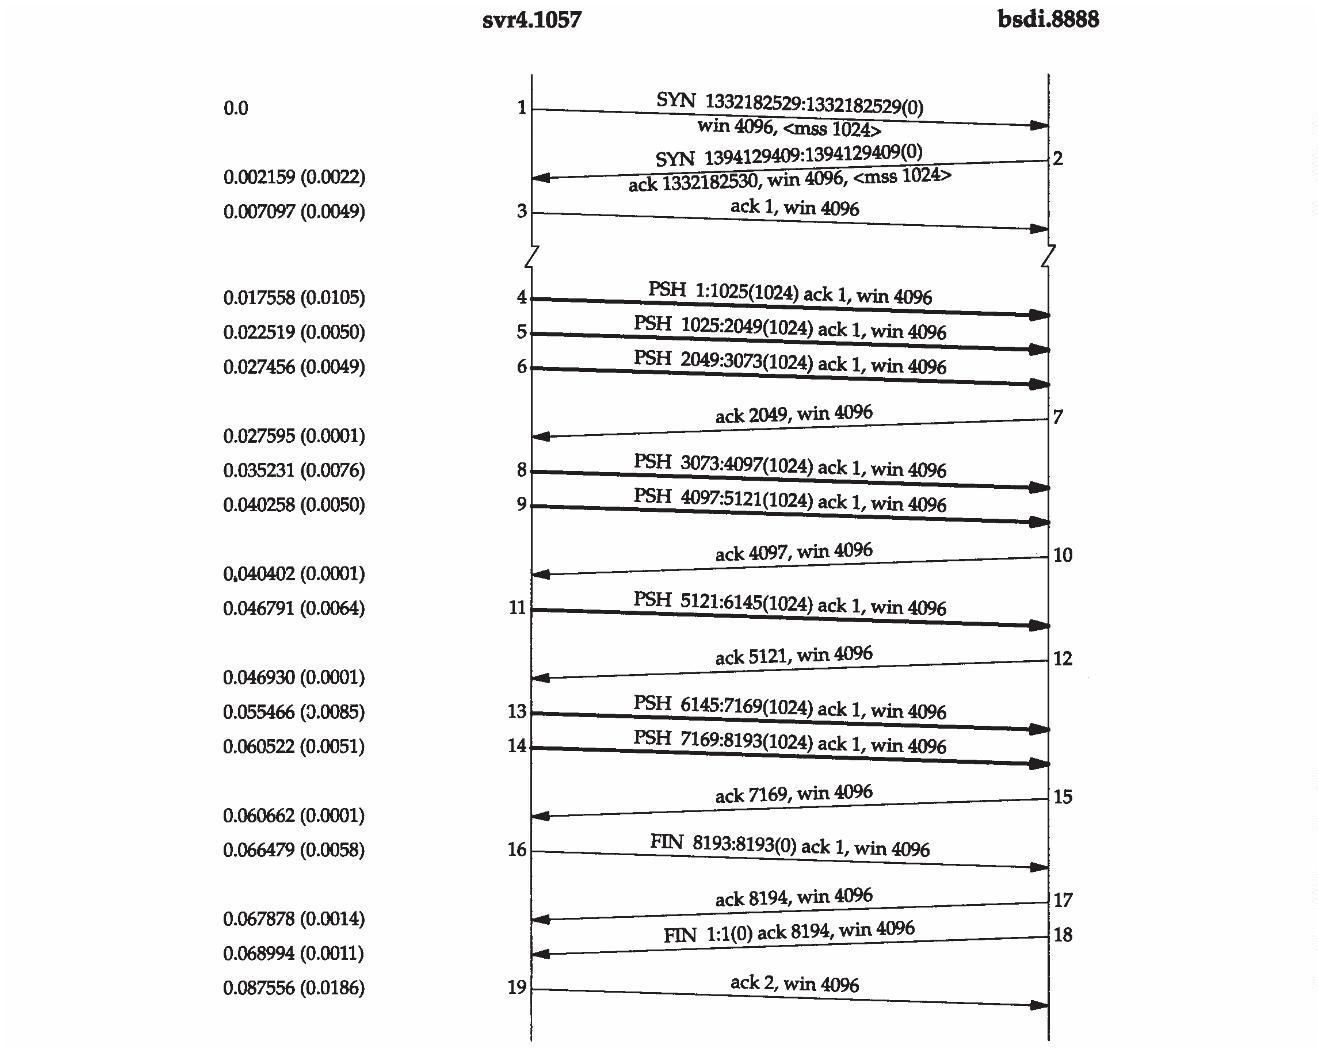 svr4.1057 bsdi.8888
0.0 1 SYN 1332182529:1332182529(0)
win 4096, <mss 1024>
SYN 1394129409:1394129409(0) 2
0.002159 (0.0022) ack 1332182530, win 4096, <mss 1024>
0.007097 (0.0049) 3 ack 1, win 4096
0.017558 (0.0105) 4 PSH 1:1025(1024) ack 1, win 4096
0.022519 (0.0050) 5 PSH 1025:2049(1024) ack 1, win 4096
0.027456 (0.0049) 6 PSH 2049:3073(1024) ack 1, win 4096
ack 2049, win 4096 7
0.027595 (0.0001)
0.035231 (0.0076) 8 PSH 3073:4097(1024) ack 1, win 4096
0.040258 (0.0050) 9 PSH 4097:5121(1024) ack 1, win 4096
ack 4097, win 4096 10
0.040402 (0.0001)
0.046791 (0.0064) 11 PSH 5121:6145(1024) ack 1, win 4096
ack 5121, win 4096 12
0.046930 (0.0001)
0.055466 (0.0085) 13 PSH 6145:7169(1024) ack 1, win 4096
0.060522 (0.0051) 14 PSH 7169:8193(1024) ack 1, win 4096
ack 7169, win 4096 15
0.060662 (0.0001)
0.066479 (0.0058) 16 FIN 8193:8193(0) ack 1, win 4096
ack 8194, win 4096 17
0.067878 (0.0014)
FIN 1:1(0) ack 8194, win 4096 18
0.068994 (0.0011)
0.087556 (0.0186) 19 ack 2, win 4096